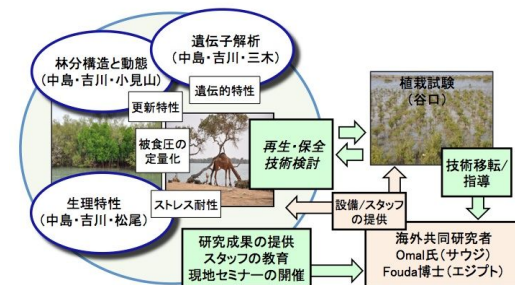 遺伝子解析
(中島・吉川・三木)
林分構造と動態
(中島・吉川・小見山)
遺伝的特性
更新特性
植栽試験
(谷口)
被食圧の
定量化
再生・保全
技術検討
技術移転/
指導
生理特性
(中島・吉川・松尾)
ストレス耐性
設備/スタッフ
の提供
研究成果の提供
スタッフの教育
現地セミナーの開催
海外共同研究者
Omal氏(サウジ)
Fouda博士(エジプト)